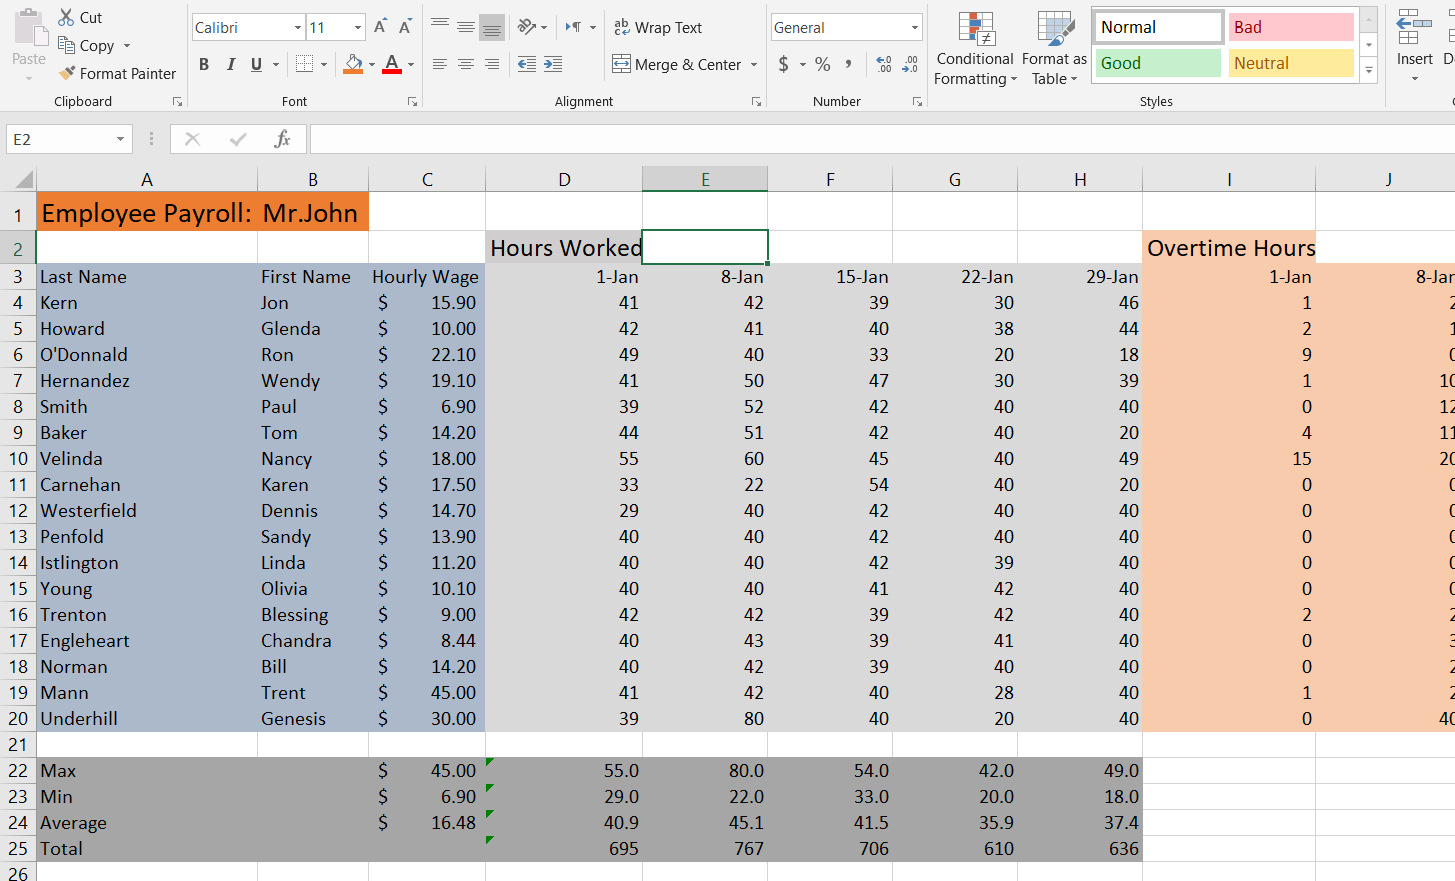 Cut
Calibri 11 A A Wrap Text General Normal Bad
Paste Copy Conditional Format as Insert
Format Painter B I U A Merge & Center $ % Formatting Table Good Neutral
Clipboard Font Alignment Number Styles
E2 fx
A B C D E F G H I J
1 Employee Payroll: Mr.John
2 Hours Worked Overtime Hours
3 Last Name First Name Hourly Wage 1-Jan 8-Jan 15-Jan 22-Jan 29-Jan 1-Jan 8-Jan
4 Kern Jon $ 15.90 41 42 39 30 46 1 2
5 Howard Glenda $ 10.00 42 41 40 38 44 2 1
6 O'Donnald Ron $ 22.10 49 40 33 20 18 9 0
7 Hernandez Wendy $ 19.10 41 50 47 30 39 1 10
8 Smith Paul $ 6.90 39 52 42 40 40 0 12
9 Baker Tom $ 14.20 44 51 42 40 20 4 11
10 Velinda Nancy $ 18.00 55 60 45 40 49 15 20
11 Carnehan Karen $ 17.50 33 22 54 40 20 0 0
12 Westerfield Dennis $ 14.70 29 40 42 40 40 0 0
13 Penfold Sandy $ 13.90 40 40 42 40 40 0 0
14 Istlington Linda $ 11.20 40 40 42 39 40 0 0
15 Young Olivia $ 10.10 40 40 41 42 40 0 0
16 Trenton Blessing $ 9.00 42 42 39 42 40 2 2
17 Engleheart Chandra $ 8.44 40 43 39 41 40 0 3
18 Norman Bill $ 14.20 40 42 39 40 40 0 2
19 Mann Trent $ 45.00 41 42 40 28 40 1 2
20 Underhill Genesis $ 30.00 39 80 40 20 40 0 40
21
22 Max $ 45.00 55.0 80.0 54.0 42.0 49.0
23 Min $ 6.90 29.0 22.0 33.0 20.0 18.0
24 Average $ 16.48 40.9 45.1 41.5 35.9 37.4
25 Total 695 767 706 610 636
26